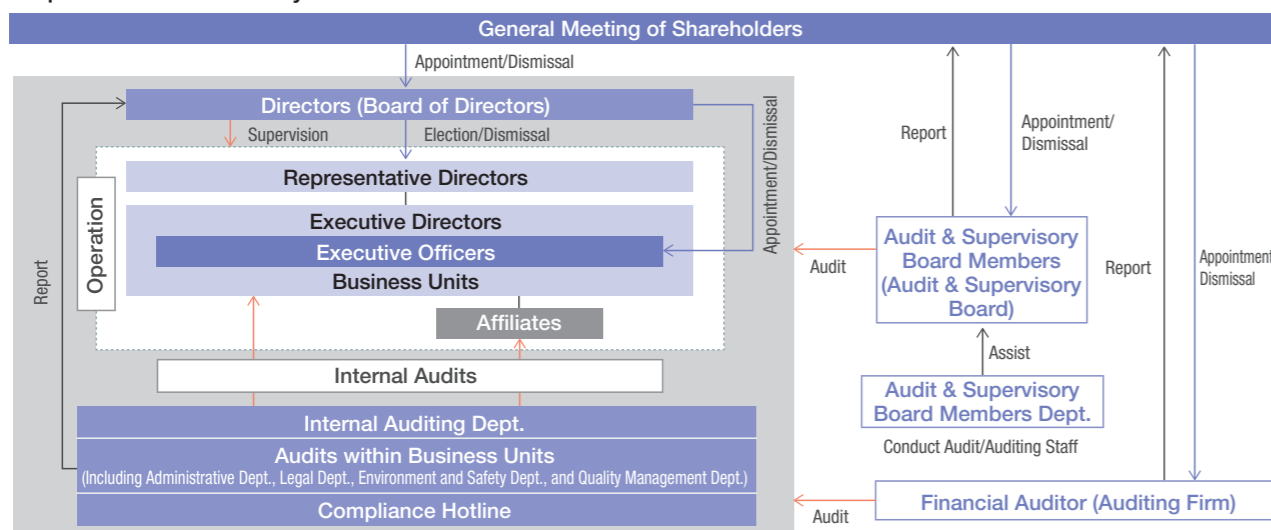 General Meeting of Shareholders
Appointment/Dismissal
Directors (Board of Directors)
Supervision
Election/Dismissal
Representative Directors
Executive Directors
Executive Officers
Business Units
Affiliates
Operation
Report
Appointment/Dismissal
Internal Audits
Internal Auditing Dept.
Audits within Business Units
(Including Administrative Dept., Legal Dept., Environment and Safety Dept., and Quality Management Dept.)
Compliance Hotline
Report
Appointment/
Dismissal
Audit
Audit & Supervisory
Board Members
(Audit & Supervisory
Board)
Assist
Audit & Supervisory
Board Members Dept.
Conduct Audit/Auditing Staff
Report
Appointment/
Dismissal
Audit
Financial Auditor (Auditing Firm)